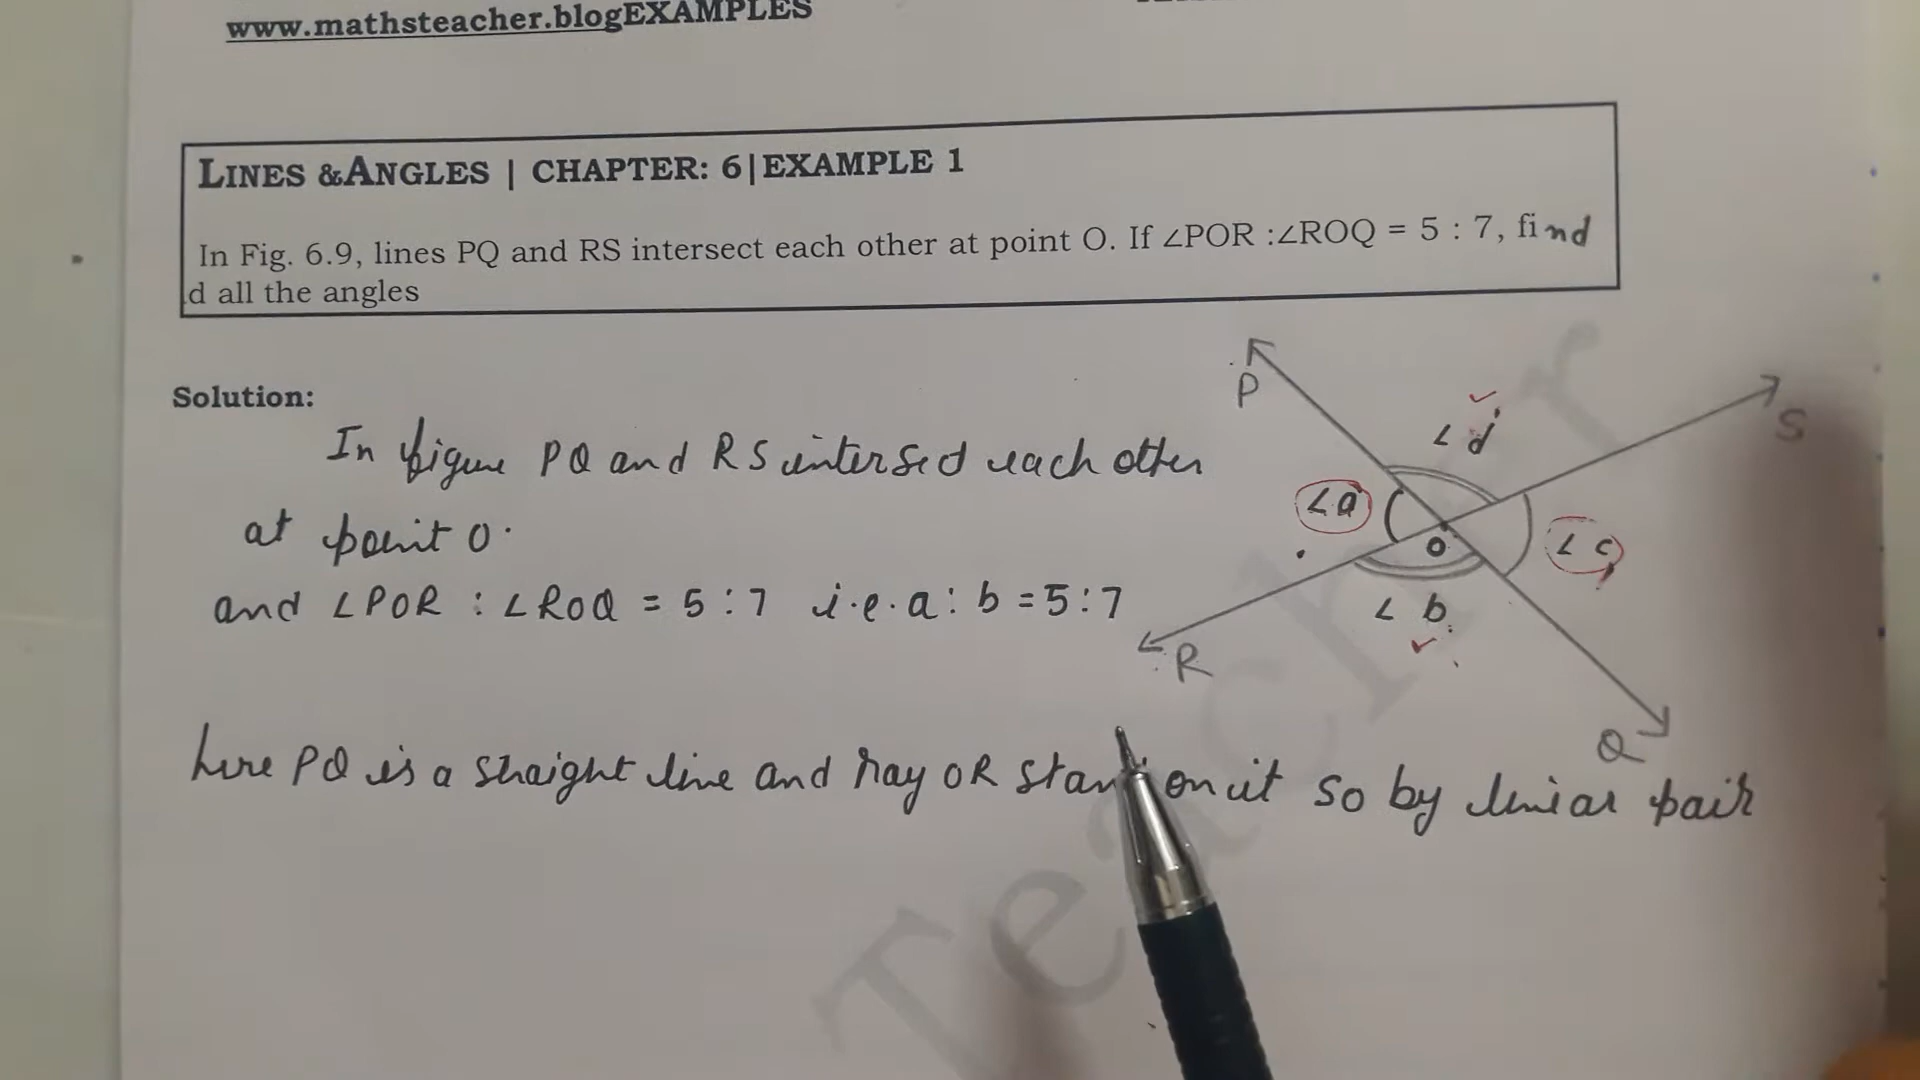 www.mathsteacher.blogEXAMPLES
LINES &ANGLES | CHAPTER: 6|EXAMPLE 1
In Fig. 6.9, lines PQ and RS intersect each other at point O. If ∠POR :∠ROQ = 5 : 7, find
d all the angles
Solution:
In figure PQ and RS intersed each other
at point O.
and ∠POR : ∠ROQ = 5 : 7 i.e. a : b = 5 : 7
here PQ is a straight line and ray OR stan on it so by linear pair
P
S
∠d
∠a
O
∠c
∠b
R
Q
Teacher